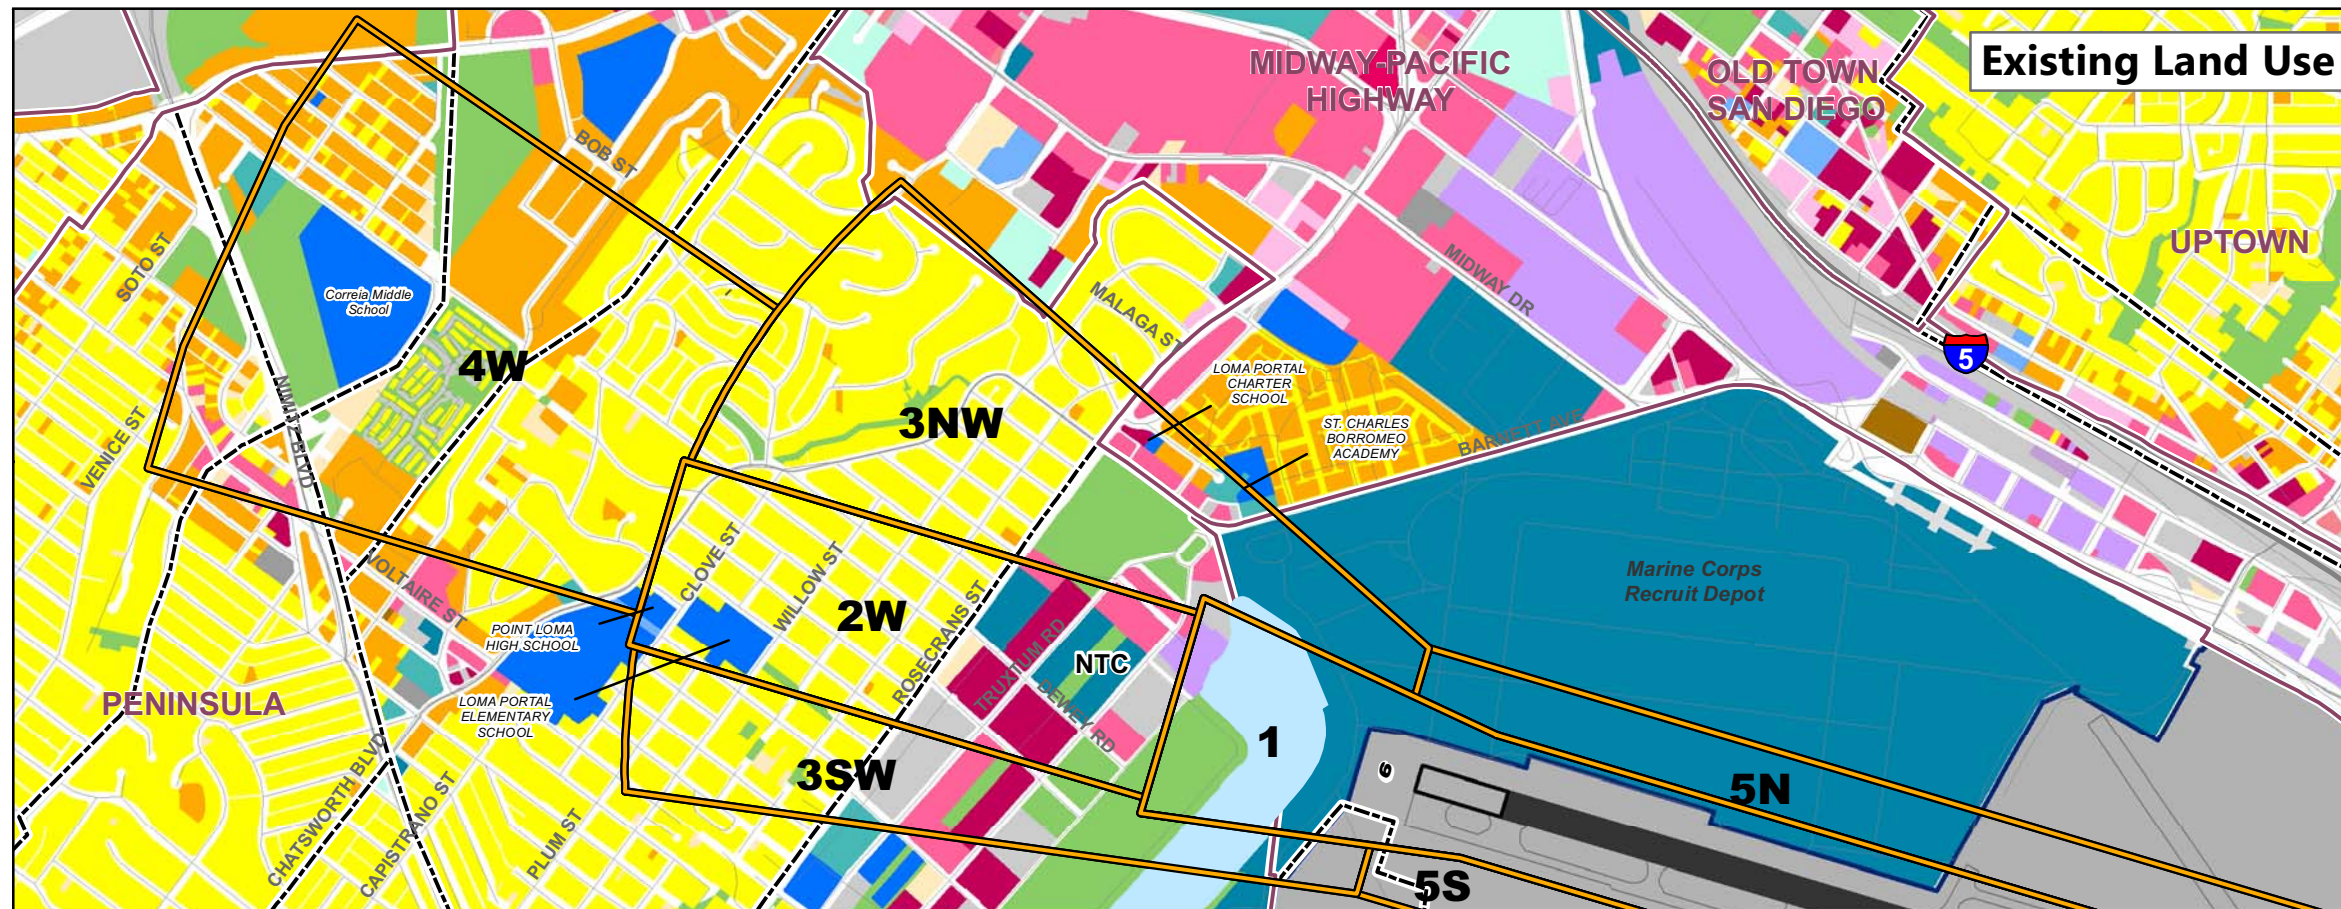 Existing Land Use
MIDWAY-PACIFIC
HIGHWAY
OLD TOWN
SAN DIEGO
UPTOWN
BOB ST
SOTO ST
Correia Middle
School
MALAGA ST
MIDWAY DR
5
4W
3NW
LOMA PORTAL
CHARTER
SCHOOL
ST. CHARLES
BORROMEO
ACADEMY
BARNETT AVE
NIMITZ BLVD
VENICE ST
VOLTAIRE ST
CLOVE ST
WILLOW ST
2W
ROSECRANS ST
Marine Corps
Recruit Depot
POINT LOMA
HIGH SCHOOL
LOMA PORTAL
ELEMENTARY
SCHOOL
TRUXTUM RD
NTC
DEWEY RD
PENINSULA
1
3SW
9
5N
5S
CHATSWORTH BLVD
CAPISTRANO ST
PLUM ST